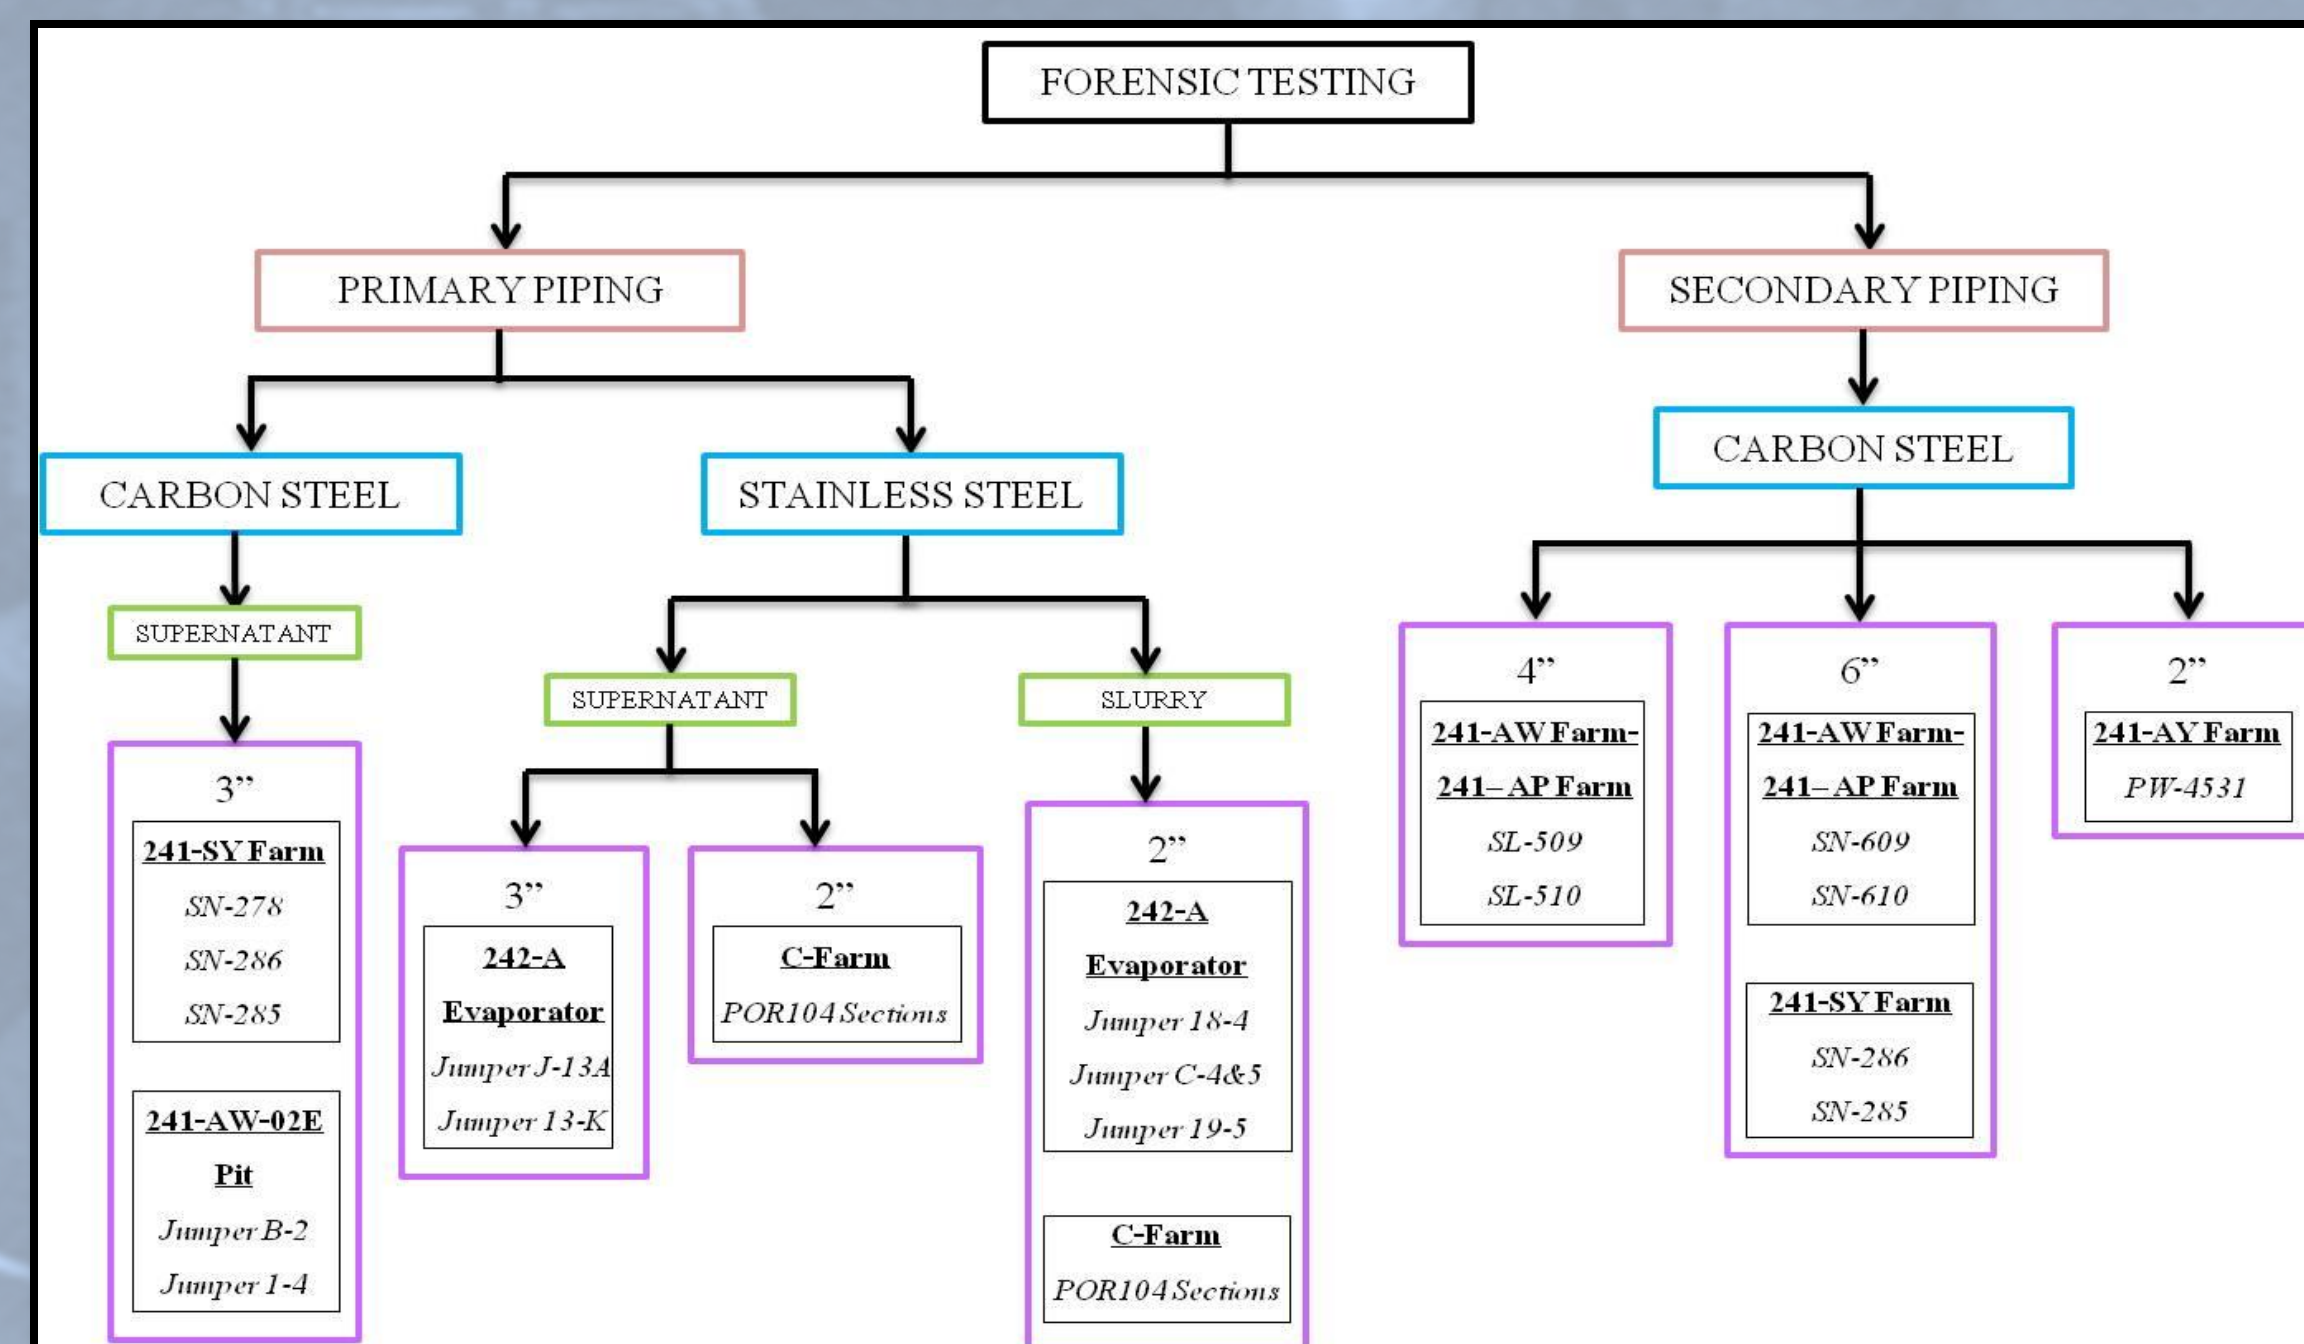 FORENSIC TESTING
PRIMARY PIPING
SECONDARY PIPING
CARBON STEEL
STAINLESS STEEL
CARBON STEEL
SUPERNATANT
SUPERNATANT
SLURRY
3”
241-SY Farm
SN-278
SN-286
SN-285
241-AW-02E
Pit
Jumper B-2
Jumper 1-4
3”
242-A
Evaporator
Jumper J-13A
Jumper 13-K
2”
C-Farm
POR104 Sections
2”
242-A
Evaporator
Jumper 18-4
Jumper C-4&5
Jumper 19-5
C-Farm
POR104 Sections
4”
241-AW Farm-
241–AP Farm
SL-509
SL-510
6”
241-AW Farm-
241–AP Farm
SN-609
SN-610
241-SY Farm
SN-286
SN-285
2”
241-AY Farm
PW-4531